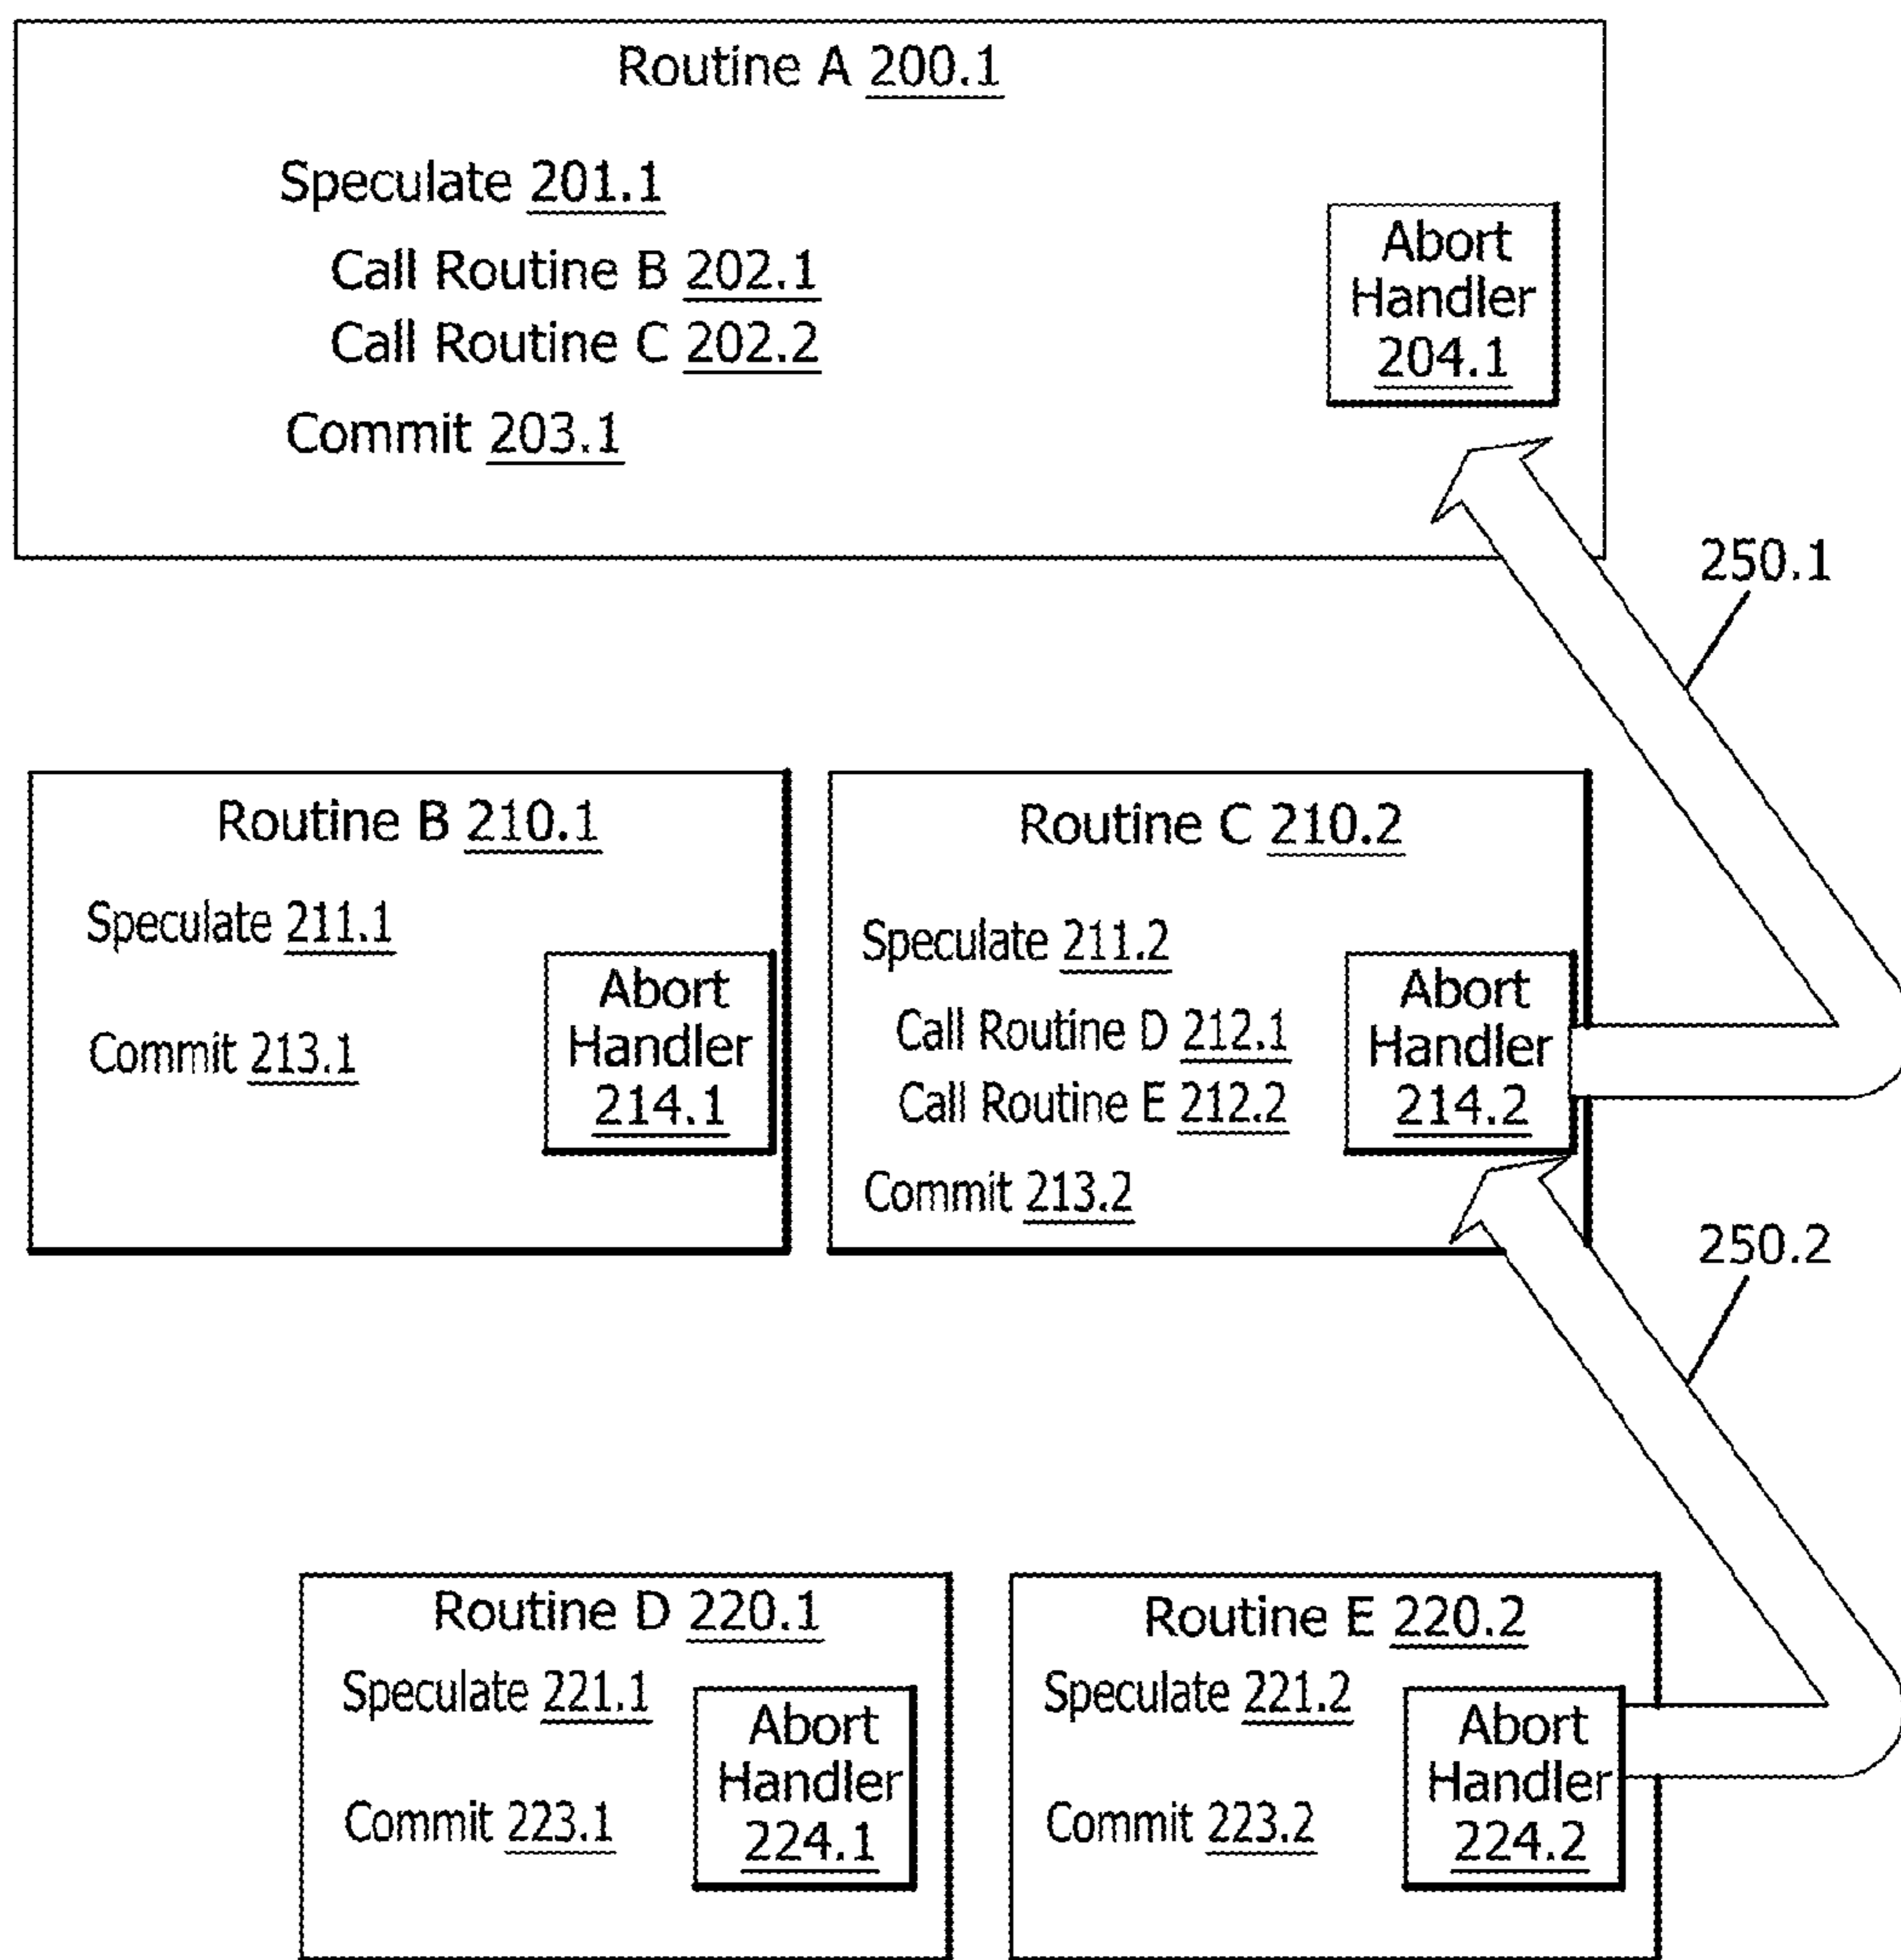 Routine A 200.1
Speculate 201.1
Call Routine B 202.1
Call Routine C 202.2
Commit 203.1
Abort
Handler
204.1
250.1
Routine B 210.1
Speculate 211.1
Commit 213.1
Abort
Handler
214.1
Routine C 210.2
Speculate 211.2
Call Routine D 212.1
Call Routine E 212.2
Commit 213.2
Abort
Handler
214.2
250.2
Routine D 220.1
Speculate 221.1
Commit 223.1
Abort
Handler
224.1
Routine E 220.2
Speculate 221.2
Commit 223.2
Abort
Handler
224.2